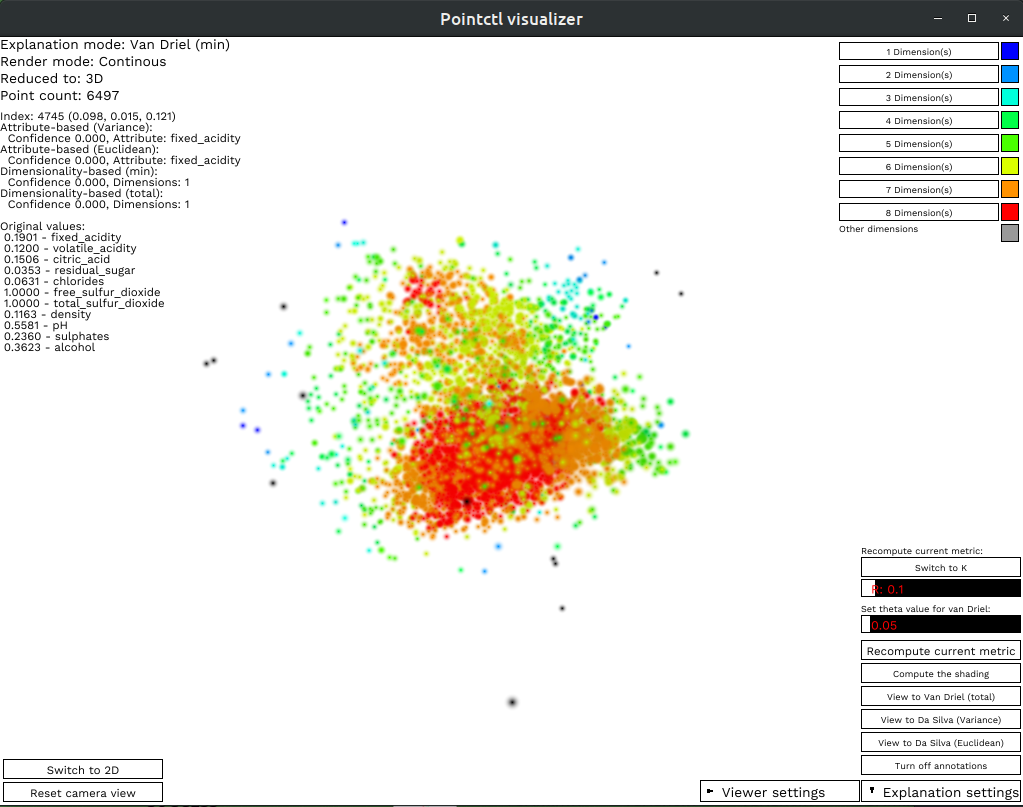 Pointctl visualizer
Explanation mode: Van Driel (min)
Render mode: Continous
Reduced to: 3D
Point count: 6497
Index: 4745 (0.098, 0.015, 0.121)
Attribute-based (Variance):
Confidence 0.000, Attribute: fixed_acidity
Attribute-based (Euclidean):
Confidence 0.000, Attribute: fixed_acidity
Dimensionality-based (min):
Confidence 0.000, Dimensions: 1
Dimensionality-based (total):
Confidence 0.000, Dimensions: 1
Original values:
0.1901 - fixed_acidity
0.1200 - volatile_acidity
0.1506 - citric_acid
0.0353 - residual_sugar
0.0631 - chlorides
1.0000 - free_sulfur_dioxide
1.0000 - total_sulfur_dioxide
0.1163 - density
0.5581 - pH
0.2360 - sulphates
0.3623 - alcohol
1 Dimension(s)
2 Dimension(s)
3 Dimension(s)
4 Dimension(s)
5 Dimension(s)
6 Dimension(s)
7 Dimension(s)
8 Dimension(s)
Other dimensions
Recompute current metric:
Switch to K
R: 0.1
Set theta value for van Driel:
0.05
Recompute current metric
Compute the shading
View to Van Driel (total)
View to Da Silva (Variance)
View to Da Silva (Euclidean)
Turn off annotations
Switch to 2D
Reset camera view
Viewer settings
Explanation settings